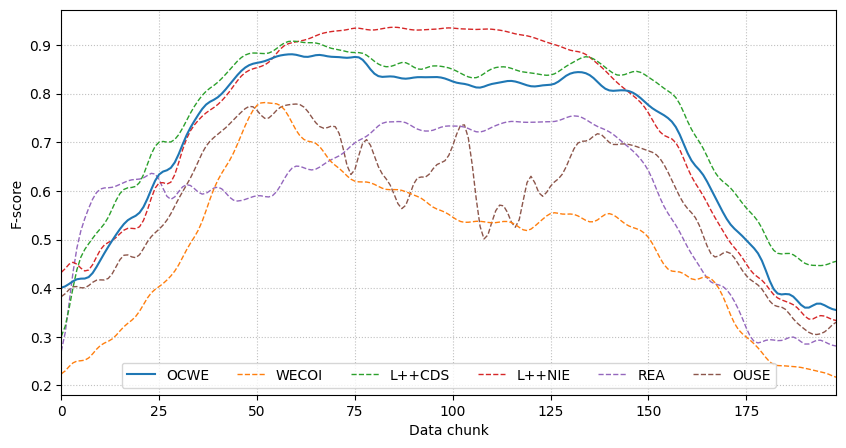 F-score
0.9
0.8
0.7
0.6
0.5
0.4
0.3
0.2
OCWE WECOI L++CDS L++NIE REA OUSE
0 25 50 75 100 125 150 175
Data chunk